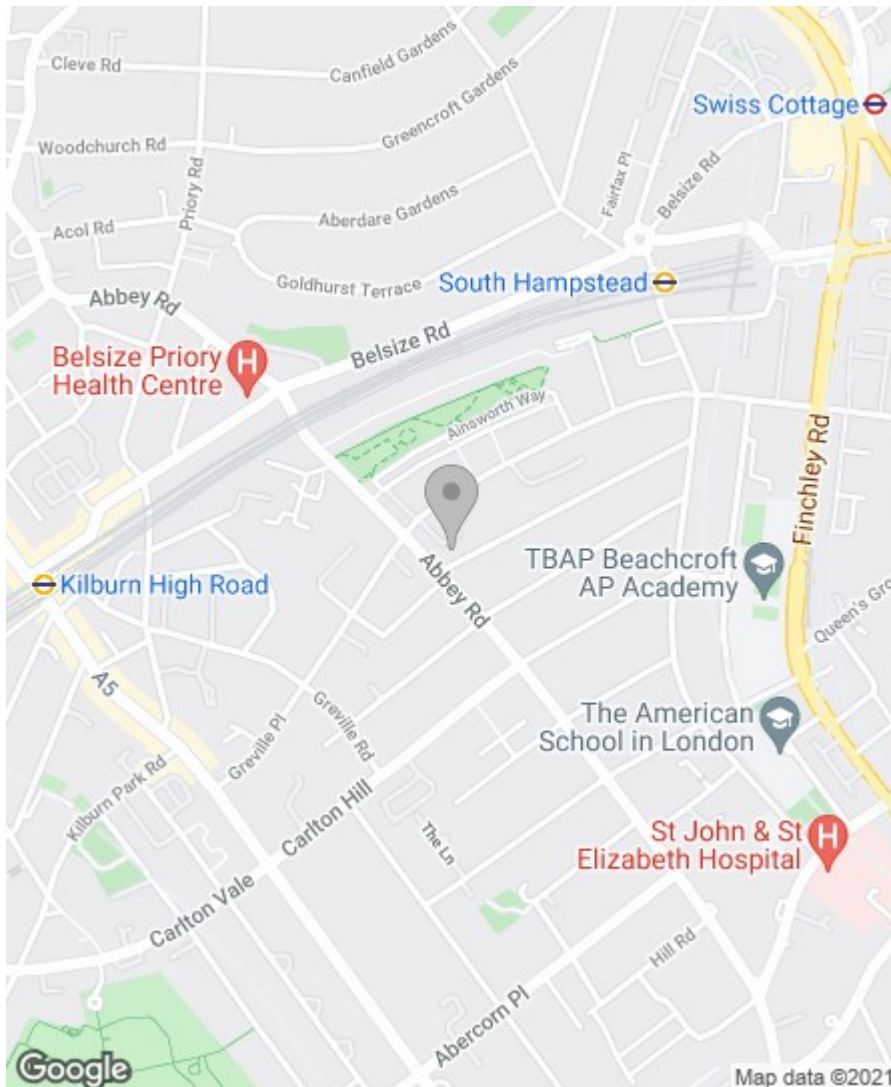 Cleve Rd
Canfield Gardens
Greencroft Gardens
Swiss Cottage
Woodchurch Rd
Priory Rd
Fairfax Pl
Belsize Rd
Aberdare Gardens
Acol Rd
Goldhurst Terrace
South Hampstead
Abbey Rd
Belsize Rd
Belsize Priory
Health Centre
H
Ainsworth Way
Finchley Rd
TBAP Beachcroft
AP Academy
Kilburn High Road
Abbey Rd
Queen's Gro
A5
Greville Pl
Greville Rd
The American
School in London
Kilburn Park Rd
Carlton Hill
The Ln
St John & St
Elizabeth Hospital
H
Carlton Vale
Hill Rd
Abercorn Pl
Google
Map data ©2021